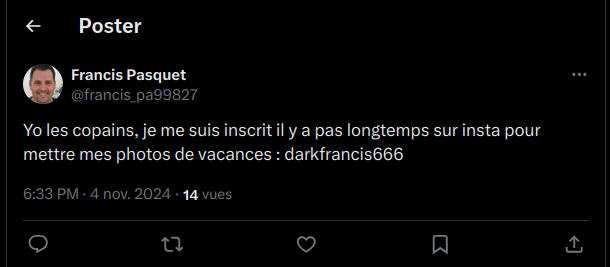 Poster
Francis Pasquet
@francis_pa99827
Yo les copains, je me suis inscrit il y a pas longtemps sur insta pour
mettre mes photos de vacances : darkfrancis666
6:33 PM · 4 nov. 2024 · 14 vues